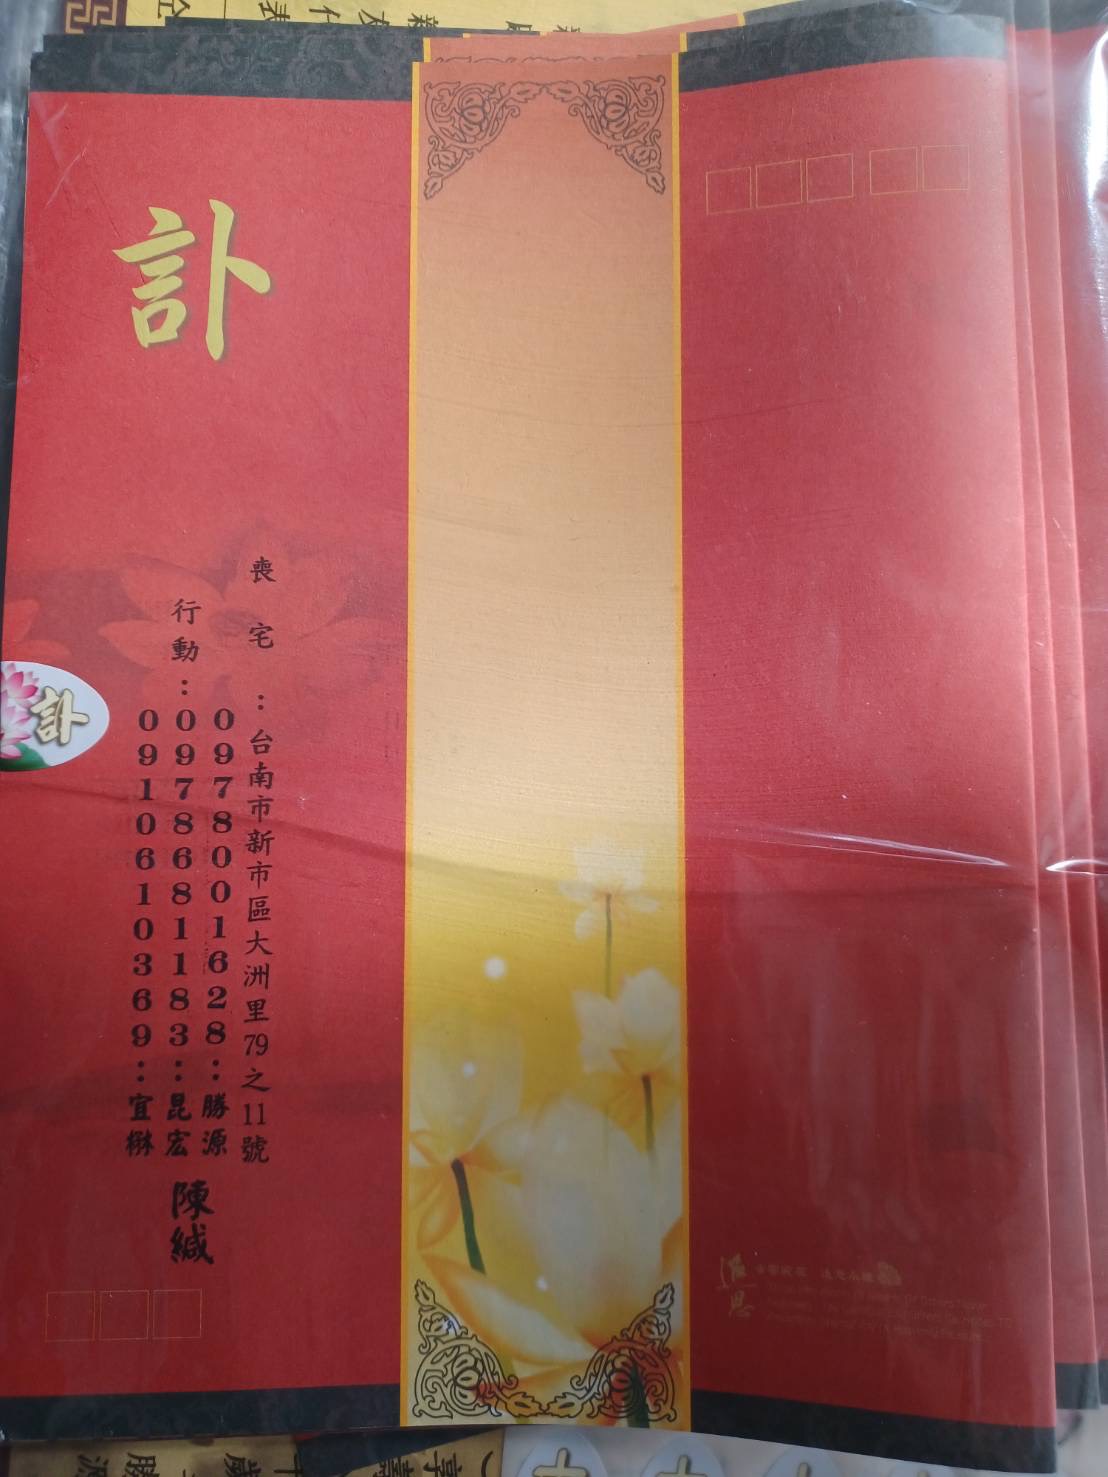 訃
喪宅：台南市新市區大洲里79之11號
0978001628：勝源
行動：0978681183：昆宏
0910610369：宜楙
陳緘
訃